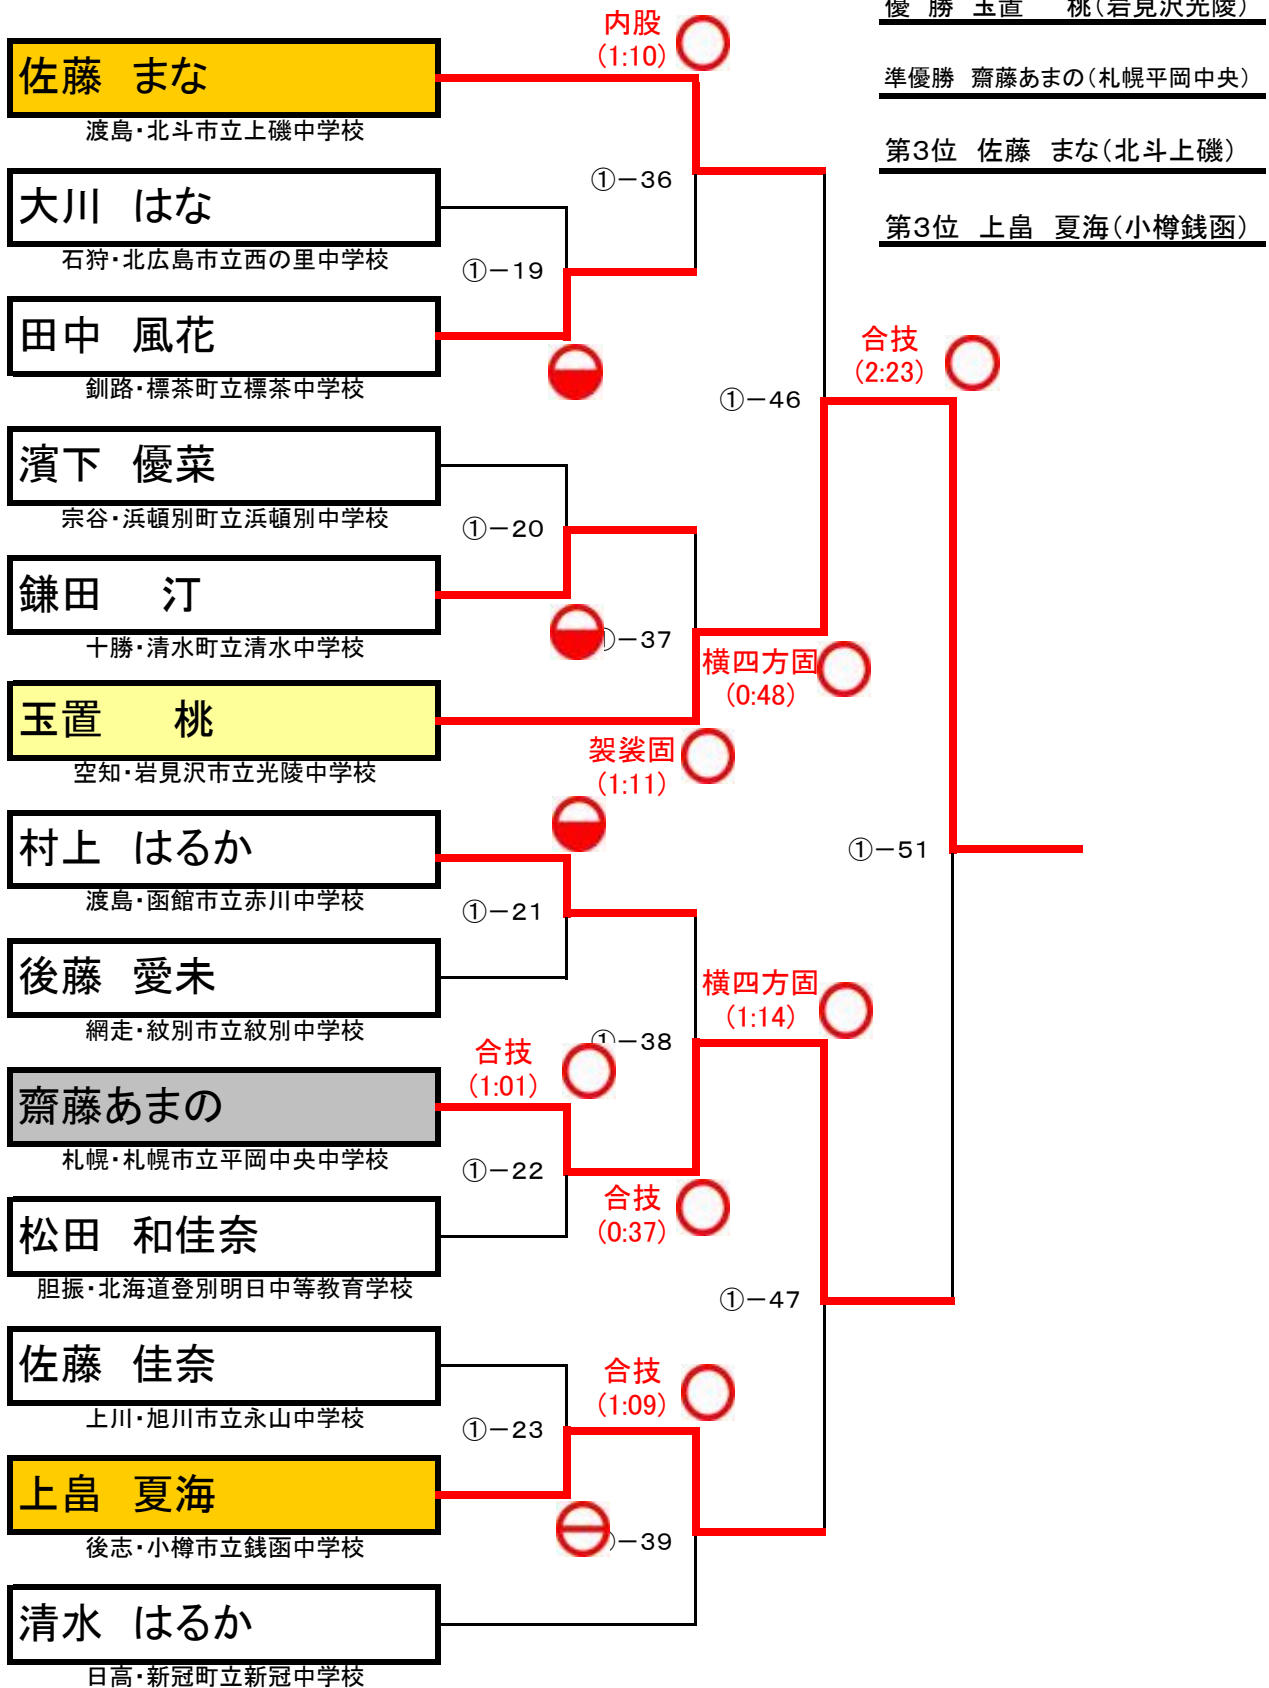 優　勝　玉置　　桃（岩見沢光陵）
準優勝　齋藤あまの（札幌平岡中央）
第3位　佐藤　まな（北斗上磯）
第3位　上畠　夏海（小樽銭函）
内股
(1:10)
佐藤　まな
渡島・北斗市立上磯中学校
①－36
大川　はな
石狩・北広島市立西の里中学校
①－19
田中　風花
釧路・標茶町立標茶中学校
合技
(2:23)
①－46
濱下　優菜
宗谷・浜頓別町立浜頓別中学校
①－20
鎌田　汀
十勝・清水町立清水中学校
①－37
横四方固
(0:48)
玉置　桃
空知・岩見沢市立光陵中学校
袈裟固
(1:11)
村上　はるか
渡島・函館市立赤川中学校
①－21
①－51
後藤　愛未
網走・紋別市立紋別中学校
横四方固
(1:14)
①－38
合技
(1:01)
齋藤あまの
札幌・札幌市立平岡中央中学校
①－22
合技
(0:37)
松田　和佳奈
胆振・北海道登別明日中等教育学校
①－47
佐藤　佳奈
上川・旭川市立永山中学校
合技
(1:09)
①－23
上畠　夏海
後志・小樽市立銭函中学校
－39
清水　はるか
日高・新冠町立新冠中学校